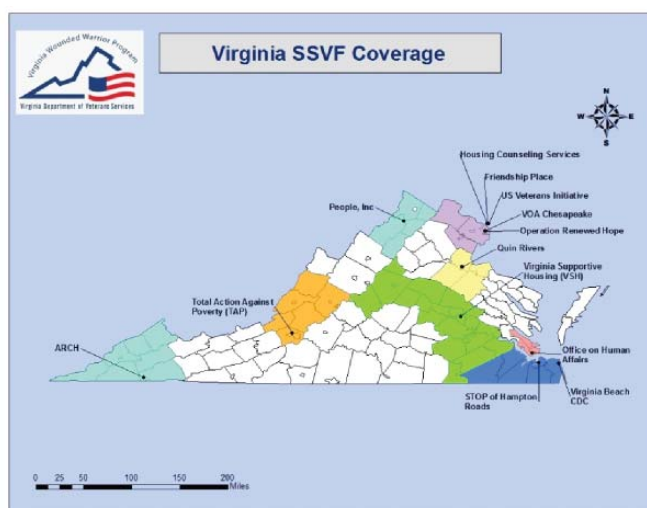 Virginia Wounded Warrior Program
Virginia Department of Veterans Services
Virginia SSVF Coverage
N
W
E
S
Housing Counseling Services
Friendship Place
US Veterans Initiative
VOA Chesapeake
Operation Renewed Hope
People, Inc
Quin Rivers
Virginia Supportive
Housing (VSH)
Total Action Against
Poverty (TAP)
ARCH
Office on Human
Affairs
STOP of Hampton
Roads
Virginia Beach
CDC
0 25 50 100 150 200
Miles